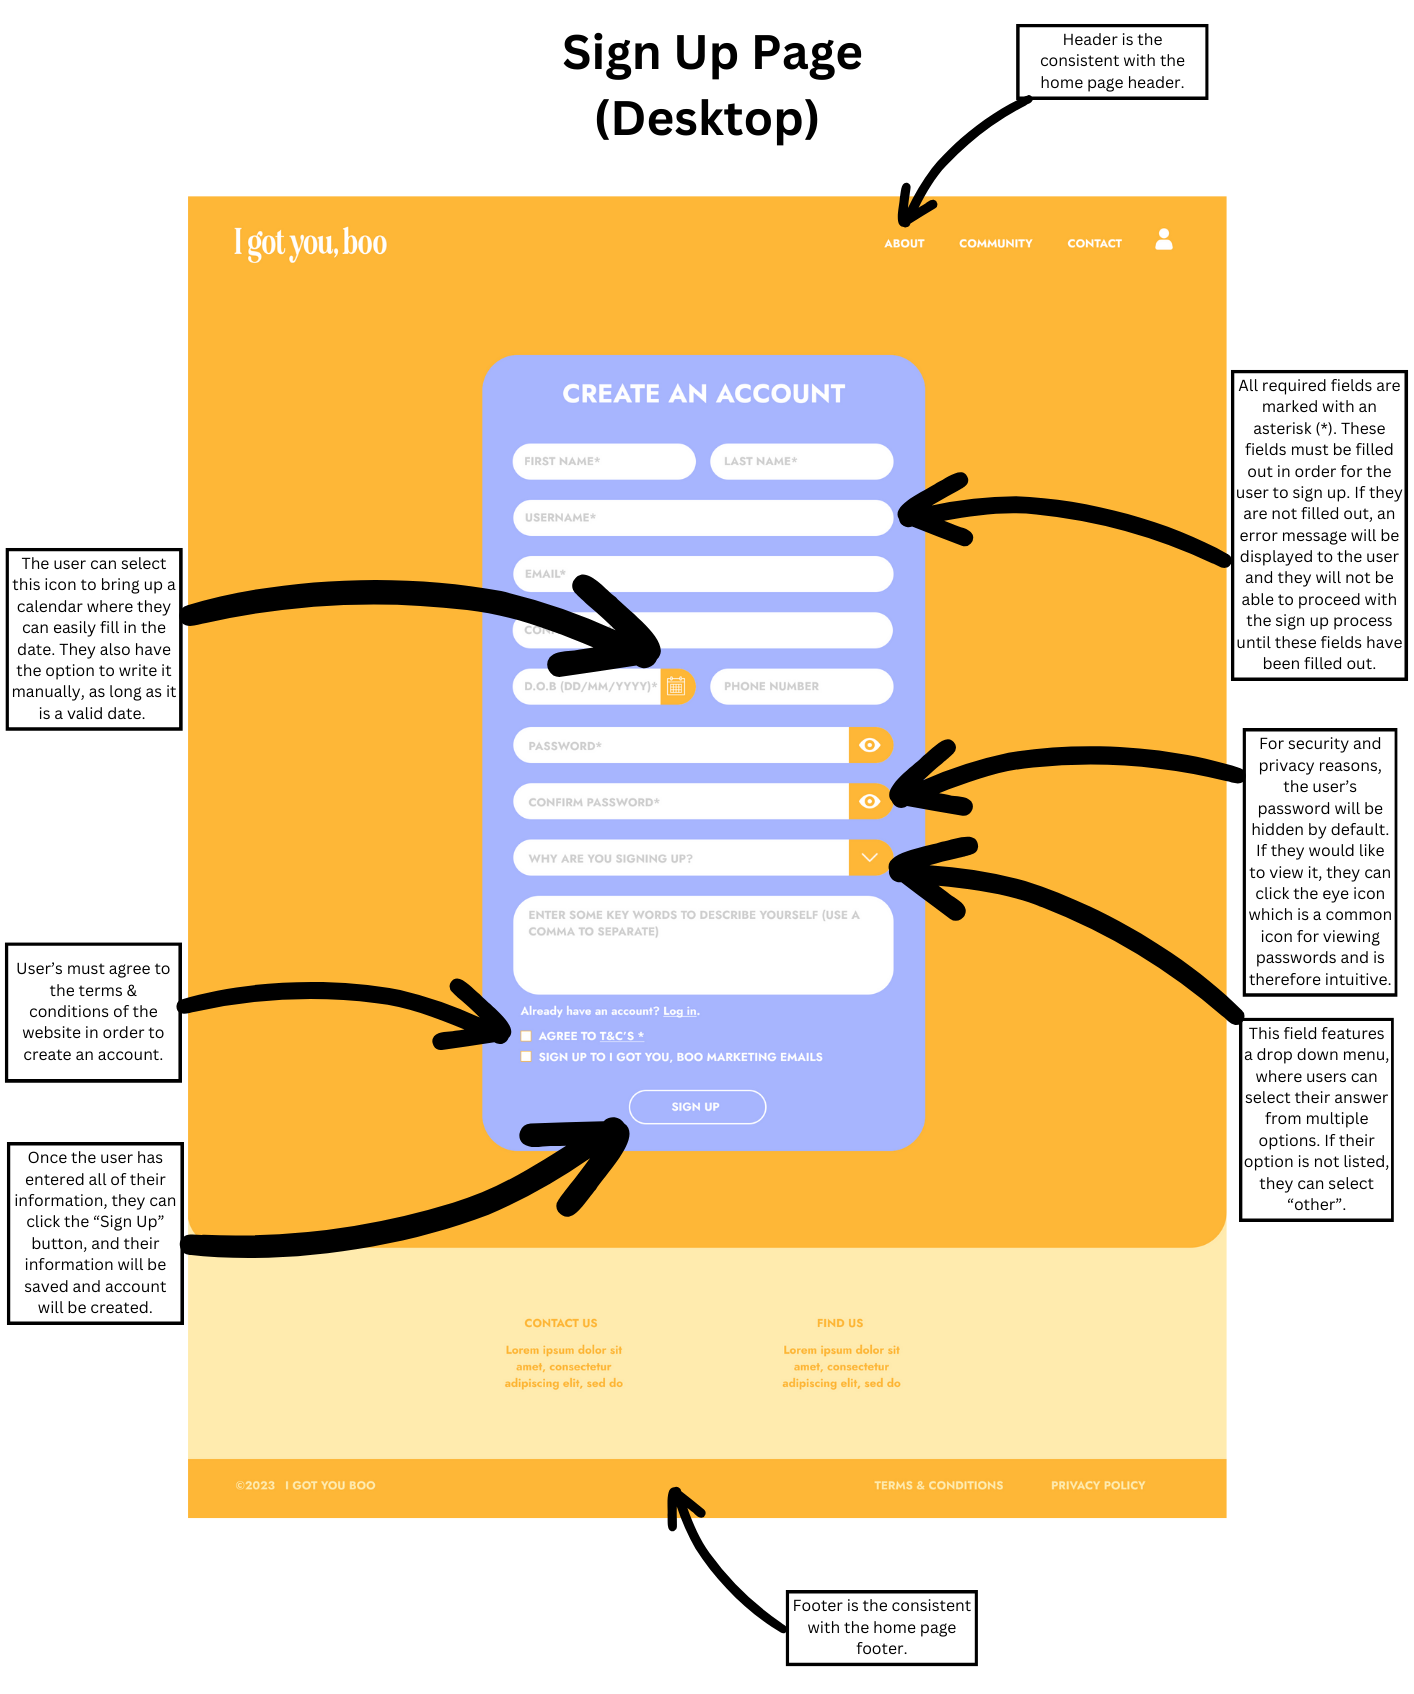 Sign Up Page
(Desktop)
Header is the
consistent with the
home page header.
I got you, boo
ABOUT
COMMUNITY
CONTACT
CREATE AN ACCOUNT
FIRST NAME*
LAST NAME*
USERNAME*
EMAIL*
D.O.B (DD/MM/YYYY)*
PHONE NUMBER
PASSWORD*
CONFIRM PASSWORD*
WHY ARE YOU SIGNING UP?
ENTER SOME KEY WORDS TO DESCRIBE YOURSELF (USE A
COMMA TO SEPARATE)
Already have an account? Log in.
AGREE TO T&C'S *
SIGN UP TO I GOT YOU, BOO MARKETING EMAILS
SIGN UP
All required fields are
marked with an
asterisk (*). These
fields must be filled
out in order for the
user to sign up. If they
are not filled out, an
error message will be
displayed to the user
and they will not be
able to proceed with
the sign up process
until these fields have
been filled out.
The user can select
this icon to bring up a
calendar where they
can easily fill in the
date. They also have
the option to write it
manually, as long as it
is a valid date.
For security and
privacy reasons,
the user’s
password will be
hidden by default.
If they would like
to view it, they can
click the eye icon
which is a common
icon for viewing
passwords and is
therefore intuitive.
User’s must agree to
the terms &
conditions of the
website in order to
create an account.
This field features
a drop down menu,
where users can
select their answer
from multiple
options. If their
option is not listed,
they can select
“other”.
Once the user has
entered all of their
information, they can
click the “Sign Up”
button, and their
information will be
saved and account
will be created.
CONTACT US
Lorem ipsum dolor sit
amet, consectetur
adipiscing elit, sed do
FIND US
Lorem ipsum dolor sit
amet, consectetur
adipiscing elit, sed do
©2023 I GOT YOU BOO
TERMS & CONDITIONS
PRIVACY POLICY
Footer is the consistent
with the home page
footer.